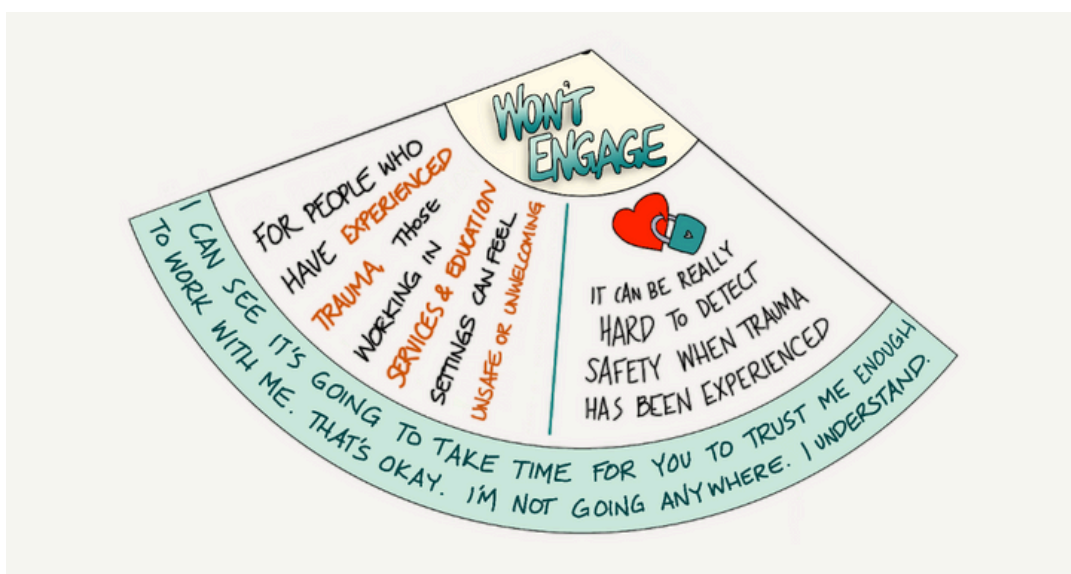 WON'T
ENGAGE
FOR PEOPLE WHO
HAVE EXPERIENCED
TRAUMA, THOSE
WORKING IN
SERVICES & EDUCATION
SETTINGS CAN FEEL
UNSAFE OR UNWELCOMING
IT CAN BE REALLY
HARD TO DETECT
SAFETY WHEN TRAUMA
HAS BEEN EXPERIENCED
I CAN SEE IT'S GOING TO TAKE TIME FOR YOU TO TRUST ME ENOUGH
TO WORK WITH ME. THAT'S OKAY. I'M NOT GOING ANYWHERE. I UNDERSTAND.